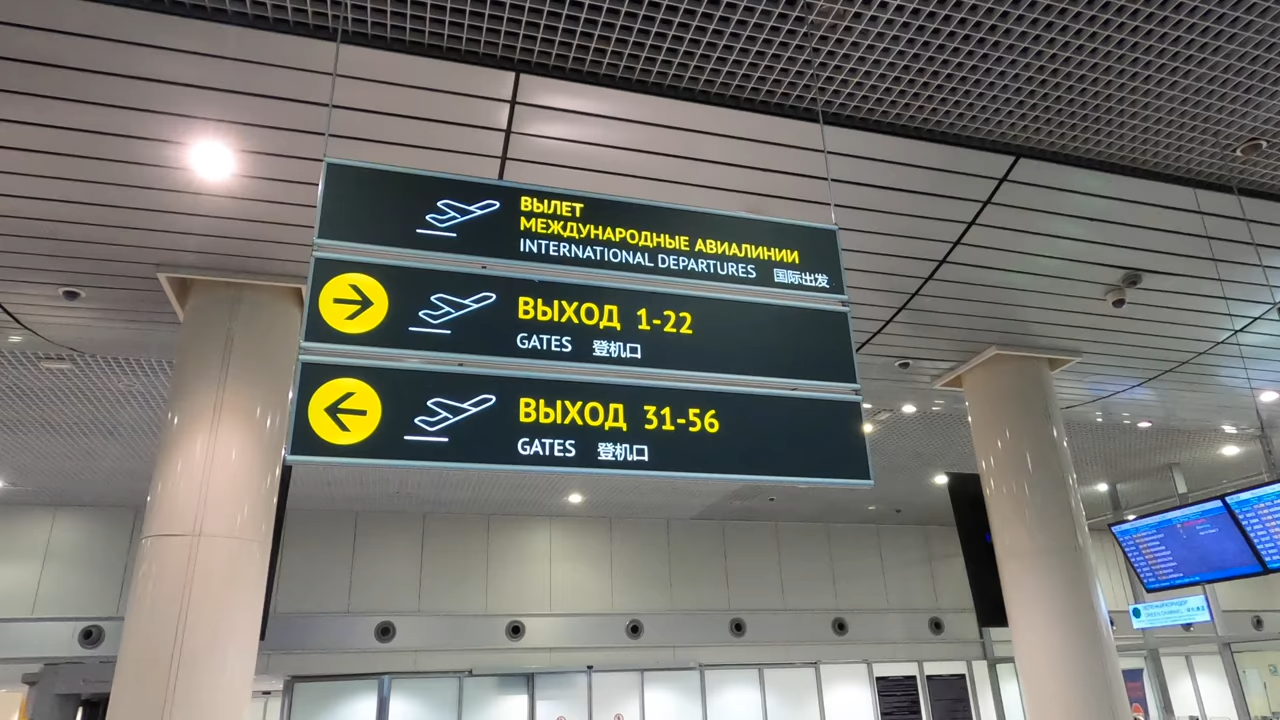 ВЫЛЕТ
МЕЖДУНАРОДНЫЕ АВИАЛИНИИ
INTERNATIONAL DEPARTURES 国际出发
ВЫХОД 1-22
GATES 登机口
ВЫХОД 31-56
GATES 登机口